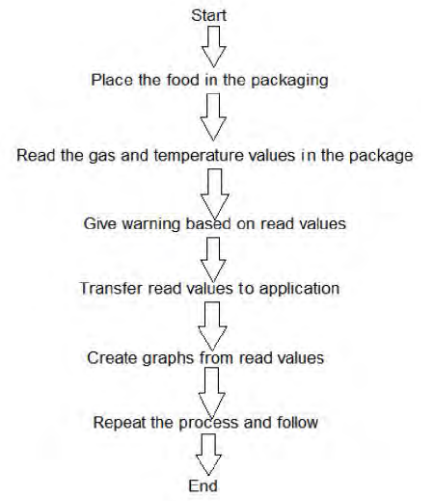 Start
Place the food in the packaging
Read the gas and temperature values in the package
Give warning based on read values
Transfer read values to application
Create graphs from read values
Repeat the process and follow
End